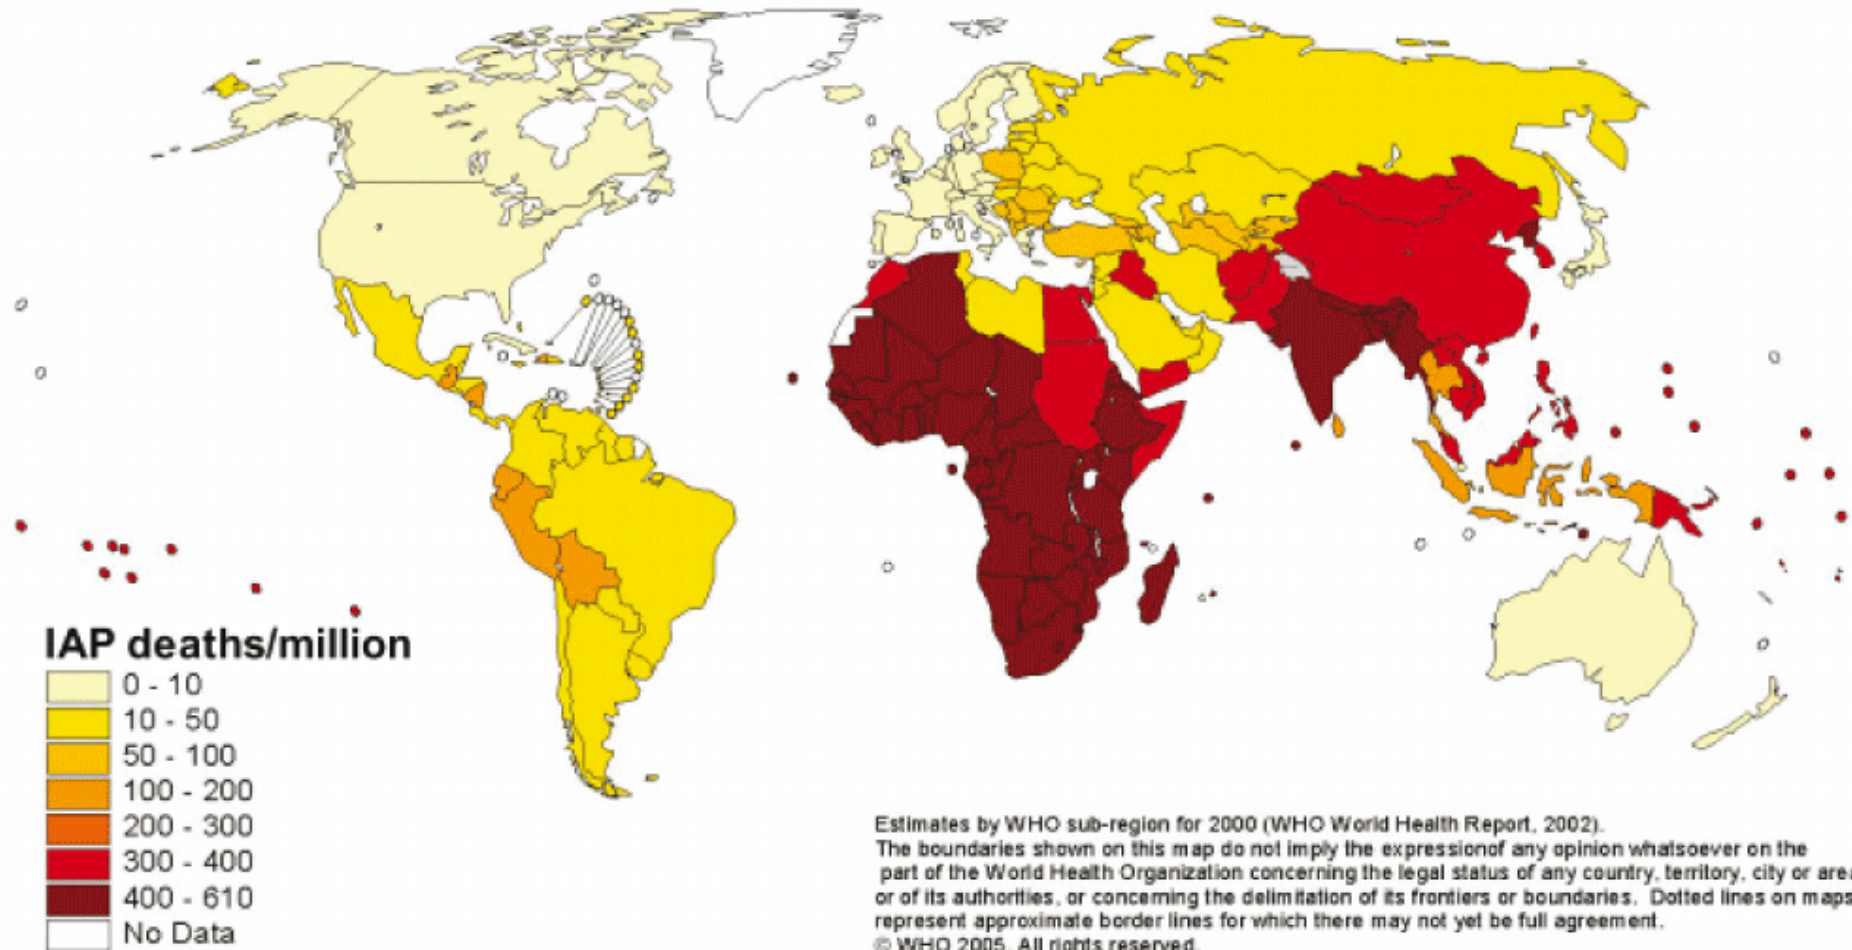 IAP deaths/million
0 - 10
10 - 50
50 - 100
100 - 200
200 - 300
300 - 400
400 - 610
No Data
Estimates by WHO sub-region for 2000 (WHO World Health Report, 2002).
The boundaries shown on this map do not imply the expressionof any opinion whatsoever on the
part of the World Health Organization concerning the legal status of any country, territory, city or area
or of its authorities, or concerning the delimitation of its frontiers or boundaries. Dotted lines on maps
represent approximate border lines for which there may not yet be full agreement.
© WHO 2005. All rights reserved.